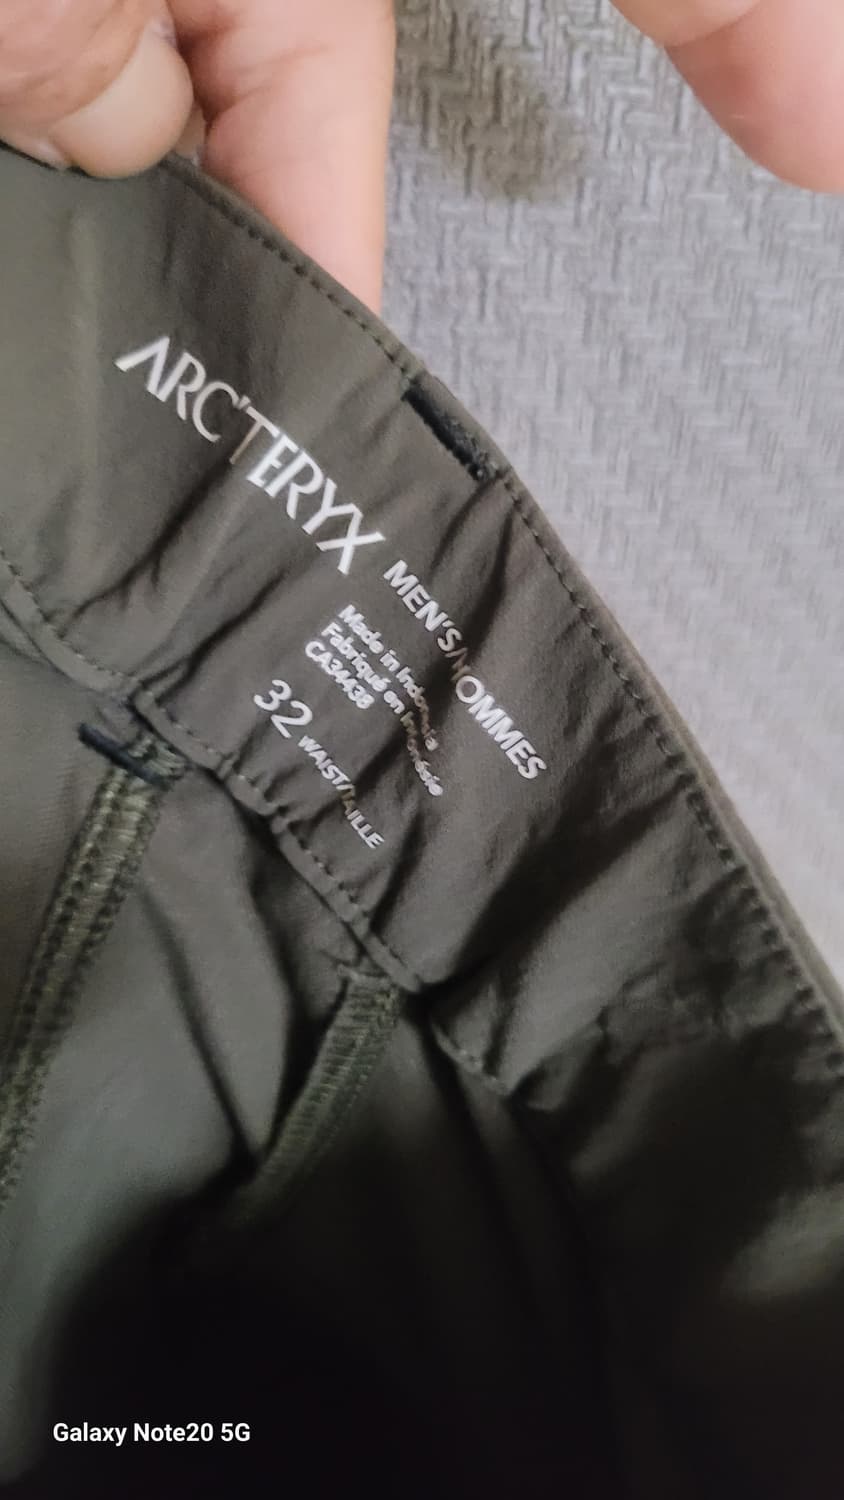 ARC'TERYX
MEN'S/HOMMES
Made in Indonesia
Fabriqué en Indonésie
CA34438
32 WAIST/TAILLE
Galaxy Note20 5G